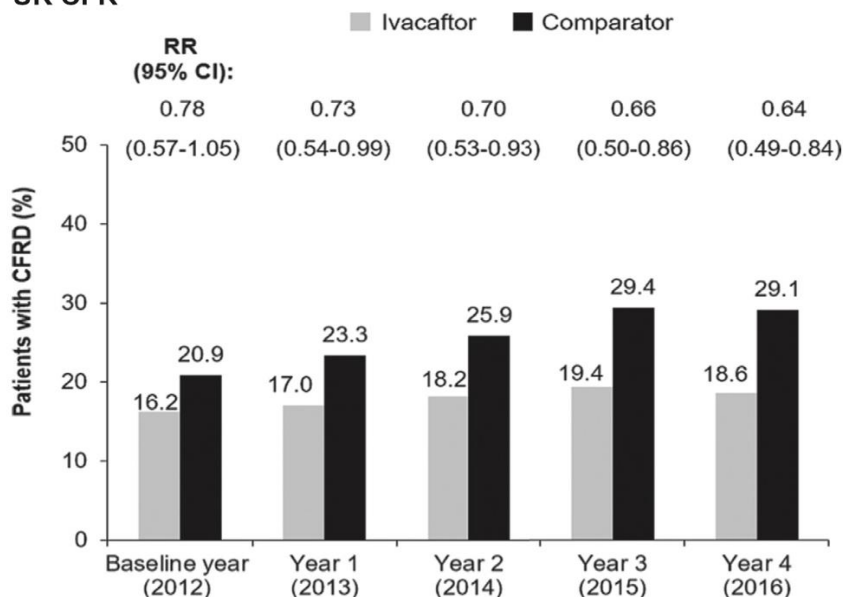 Ivacaftor Comparator
RR
(95% CI):
0.78 0.73 0.70 0.66 0.64
(0.57-1.05) (0.54-0.99) (0.53-0.93) (0.50-0.86) (0.49-0.84)
Patients with CFRD (%)
50
40
30
20
10
0
16.2 20.9 17.0 23.3 18.2 25.9 19.4 29.4 18.6 29.1
Baseline year Year 1 Year 2 Year 3 Year 4
(2012) (2013) (2014) (2015) (2016)